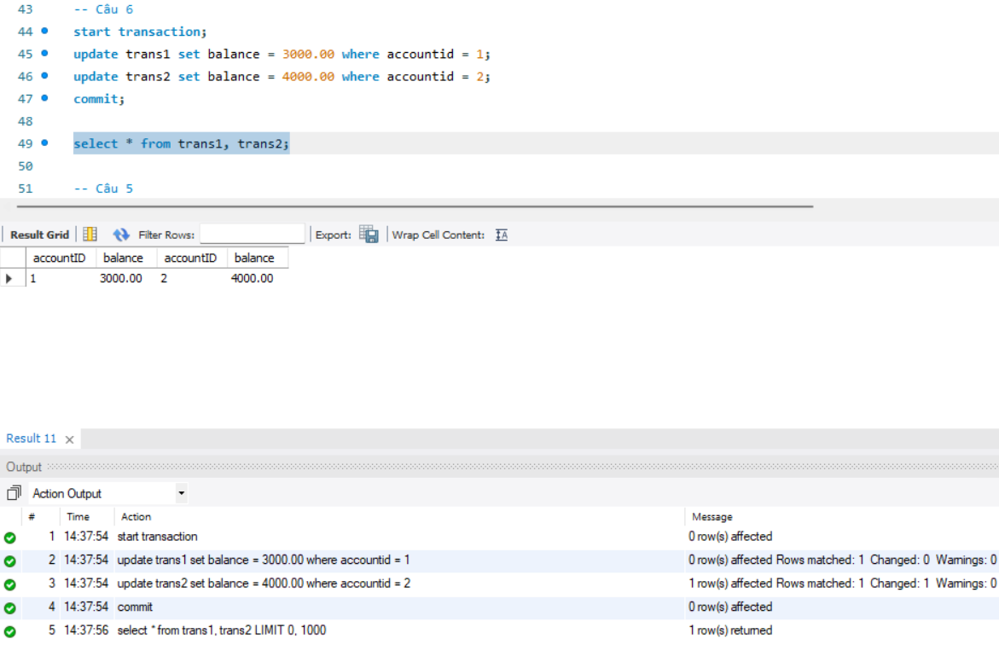 43 -- Câu 6
44 start transaction;
45 update trans1 set balance = 3000.00 where accountid = 1;
46 update trans2 set balance = 4000.00 where accountid = 2;
47 commit;
48
49 select * from trans1, trans2;
50
51 -- Câu 5
Result Grid Filter Rows: Export: Wrap Cell Content: IA
accountID balance accountID balance
1 3000.00 2 4000.00
Result 11 ×
Output
Action Output
# Time Action Message
1 14:37:54 start transaction 0 row(s) affected
2 14:37:54 update trans1 set balance = 3000.00 where accountid = 1 0 row(s) affected Rows matched: 1 Changed: 0 Warnings: 0
3 14:37:54 update trans2 set balance = 4000.00 where accountid = 2 1 row(s) affected Rows matched: 1 Changed: 1 Warnings: 0
4 14:37:54 commit 0 row(s) affected
5 14:37:56 select * from trans1, trans2 LIMIT 0, 1000 1 row(s) returned